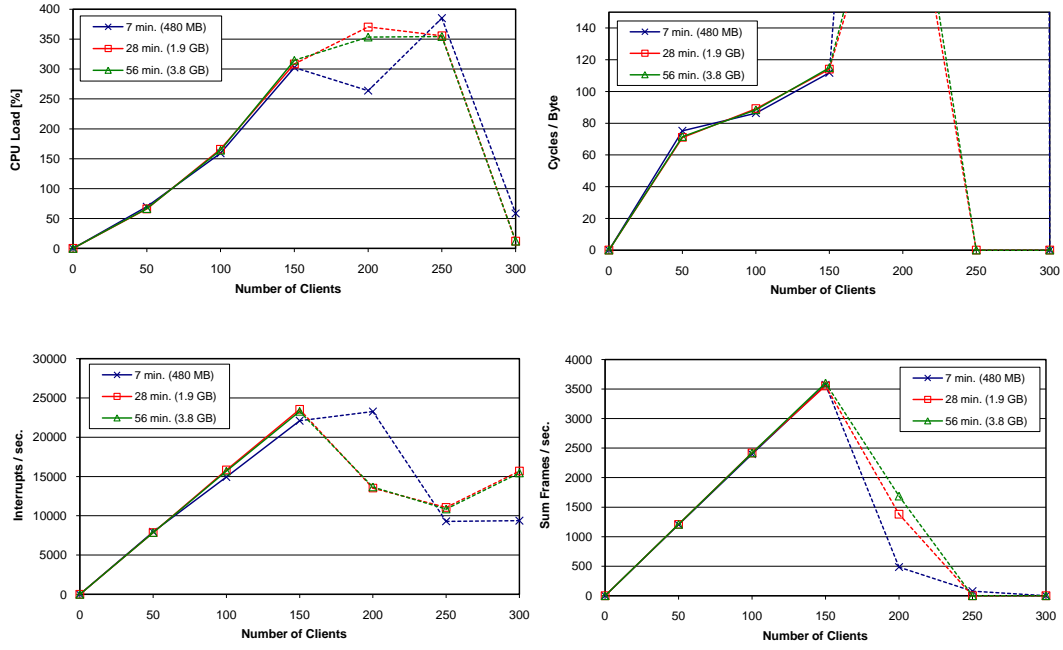 400
350
300
250
200
150
100
50
0
CPU Load [%]
7 min. (480 MB)
28 min. (1.9 GB)
56 min. (3.8 GB)
0 50 100 150 200 250 300
Number of Clients
140
120
100
80
60
40
20
0
Cycles / Byte
7 min. (480 MB)
28 min. (1.9 GB)
56 min. (3.8 GB)
0 50 100 150 200 250 300
Number of Clients
30000
25000
20000
15000
10000
5000
0
Interrupts / sec.
7 min. (480 MB)
28 min. (1.9 GB)
56 min. (3.8 GB)
0 50 100 150 200 250 300
Number of Clients
4000
3500
3000
2500
2000
1500
1000
500
0
Sum Frames / sec.
7 min. (480 MB)
28 min. (1.9 GB)
56 min. (3.8 GB)
0 50 100 150 200 250 300
Number of Clients